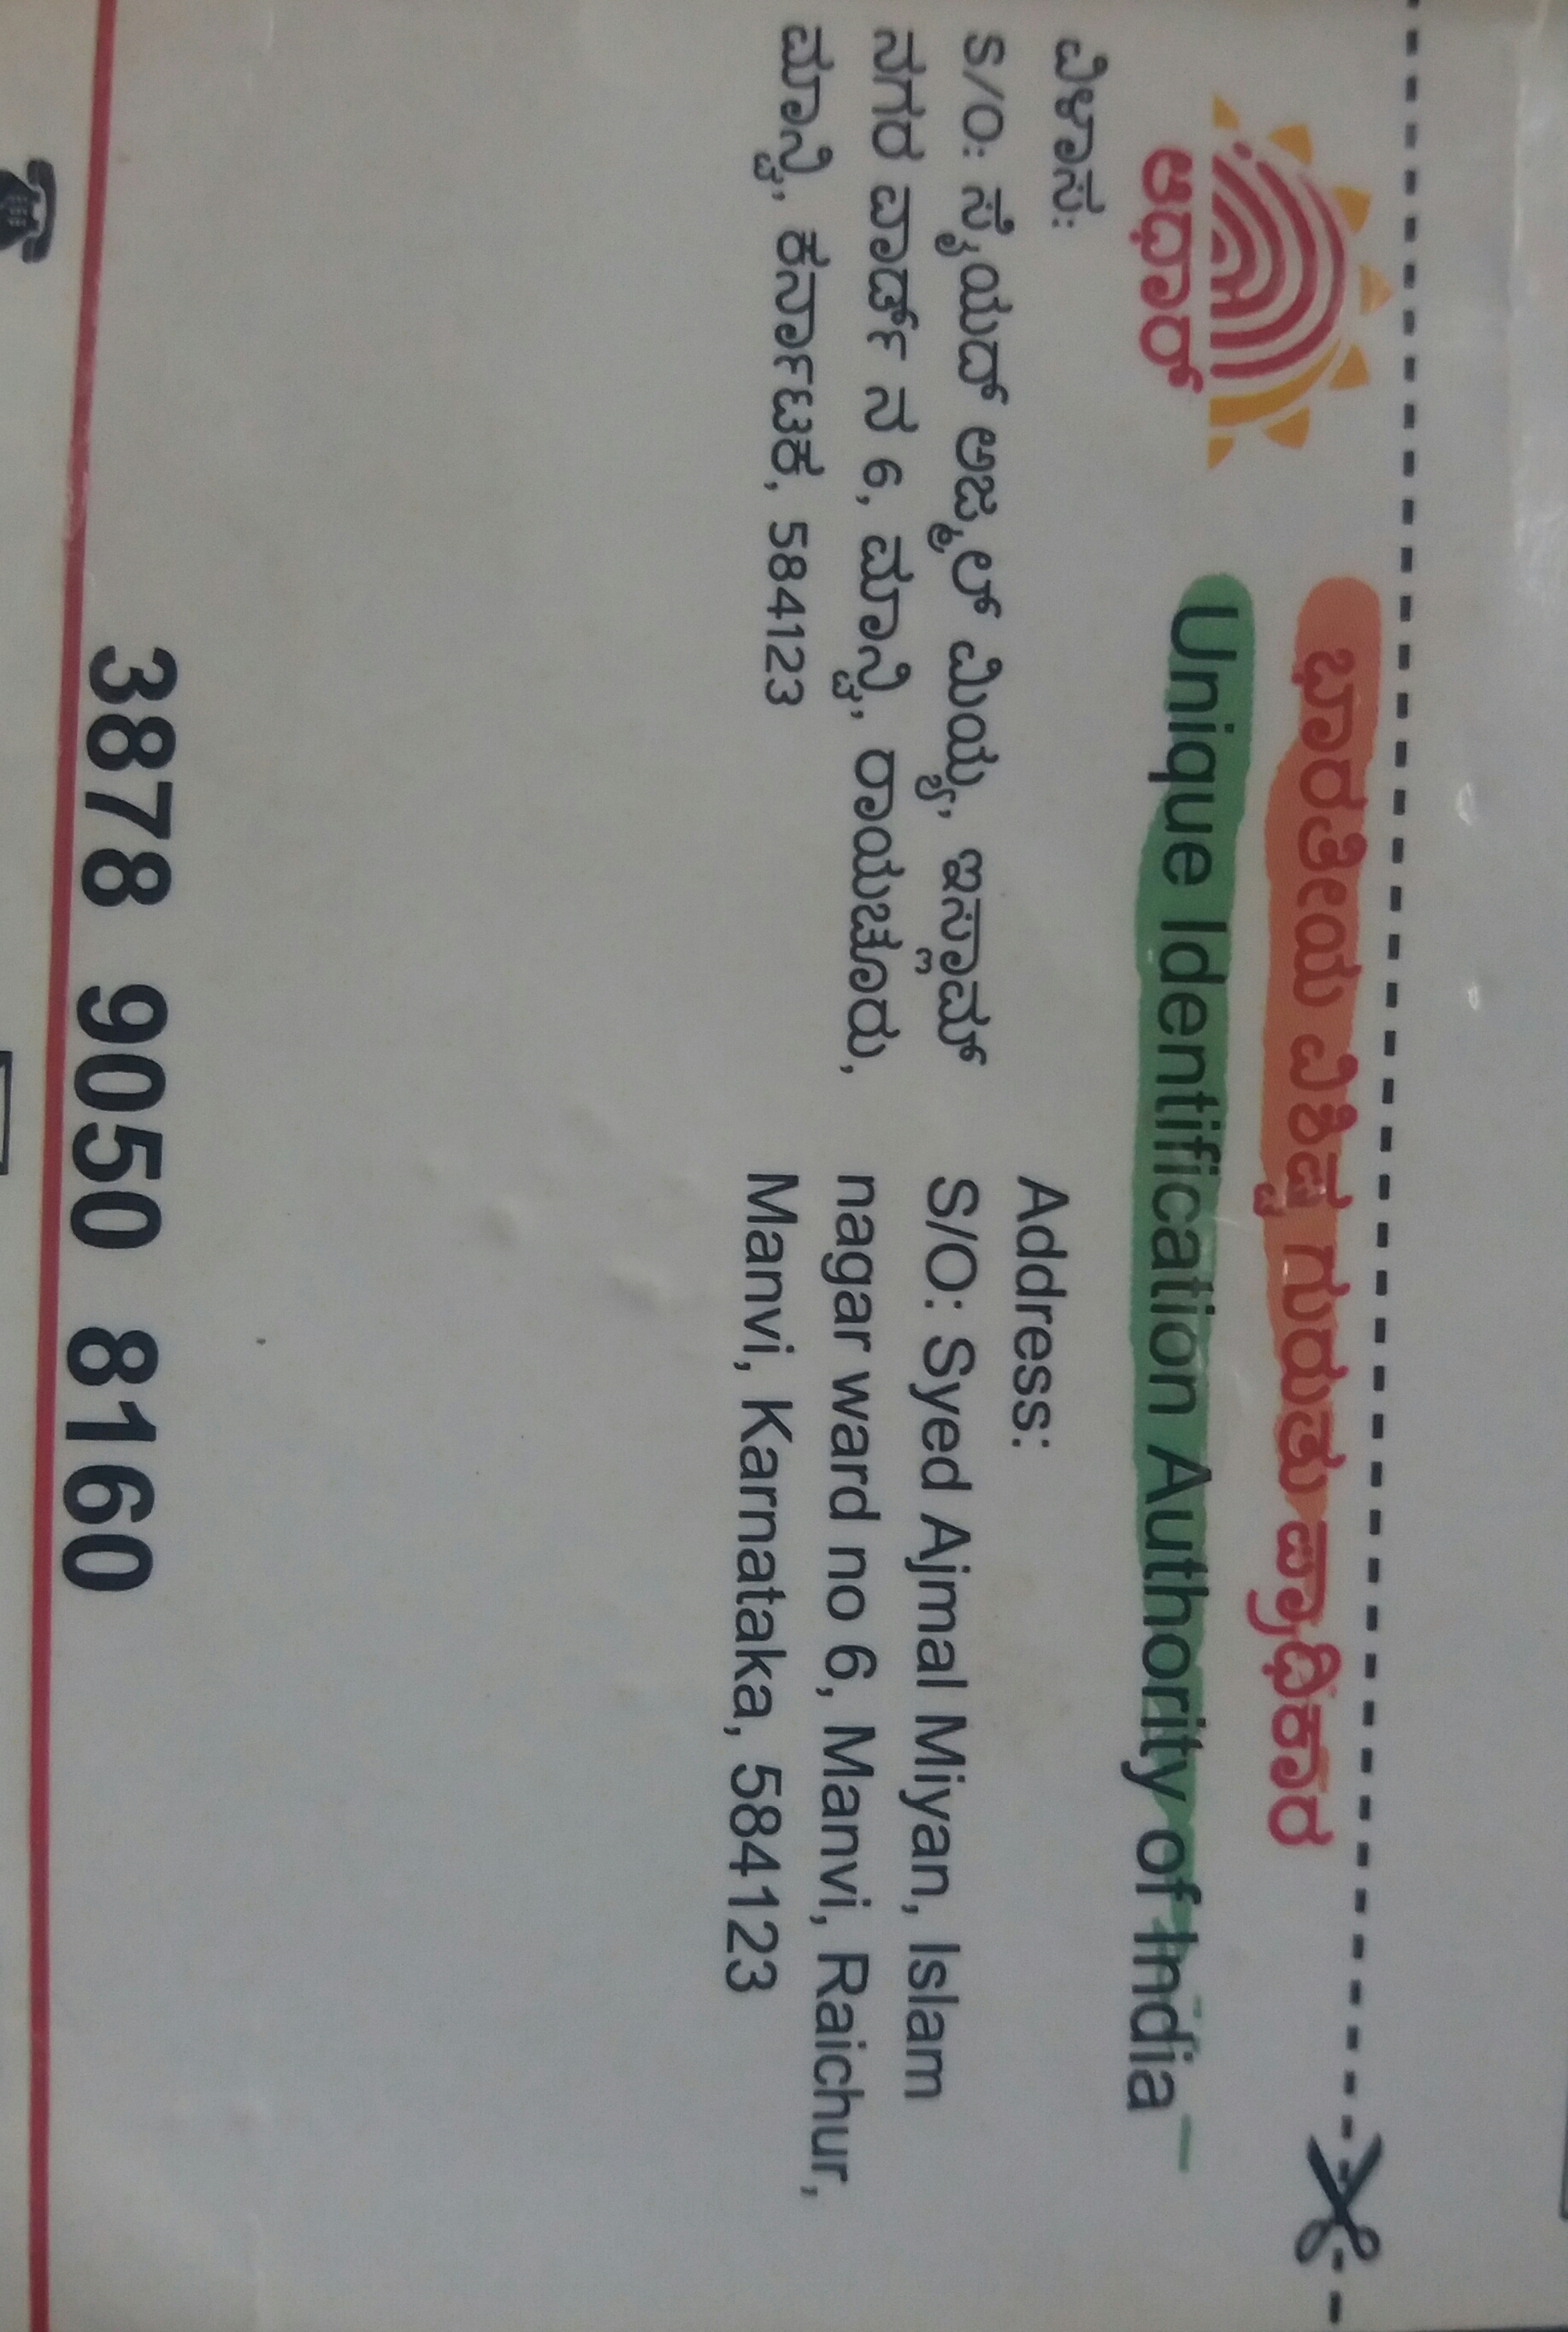 ಭಾರತೀಯ ವಿಶಿಷ್ಟ ಗುರುತು ಪ್ರಾಧಿಕಾರ
Unique Identification Authority of India
ಆಧಾರ್
ವಿಳಾಸ:
S/O: ಸೈಯದ್ ಅಜ್ಮಲ್ ಮಿಯ್ಯ, ಇಸ್ಲಾಮ್
ನಗರ ವಾರ್ಡ್ ನ 6, ಮಾನ್ವಿ, ರಾಯಚೂರು,
ಮಾನ್ವಿ, ಕರ್ನಾಟಕ, 584123
Address:
S/O: Syed Ajmal Miyan, Islam
nagar ward no 6, Manvi, Raichur,
Manvi, Karnataka, 584123
3878 9050 8160